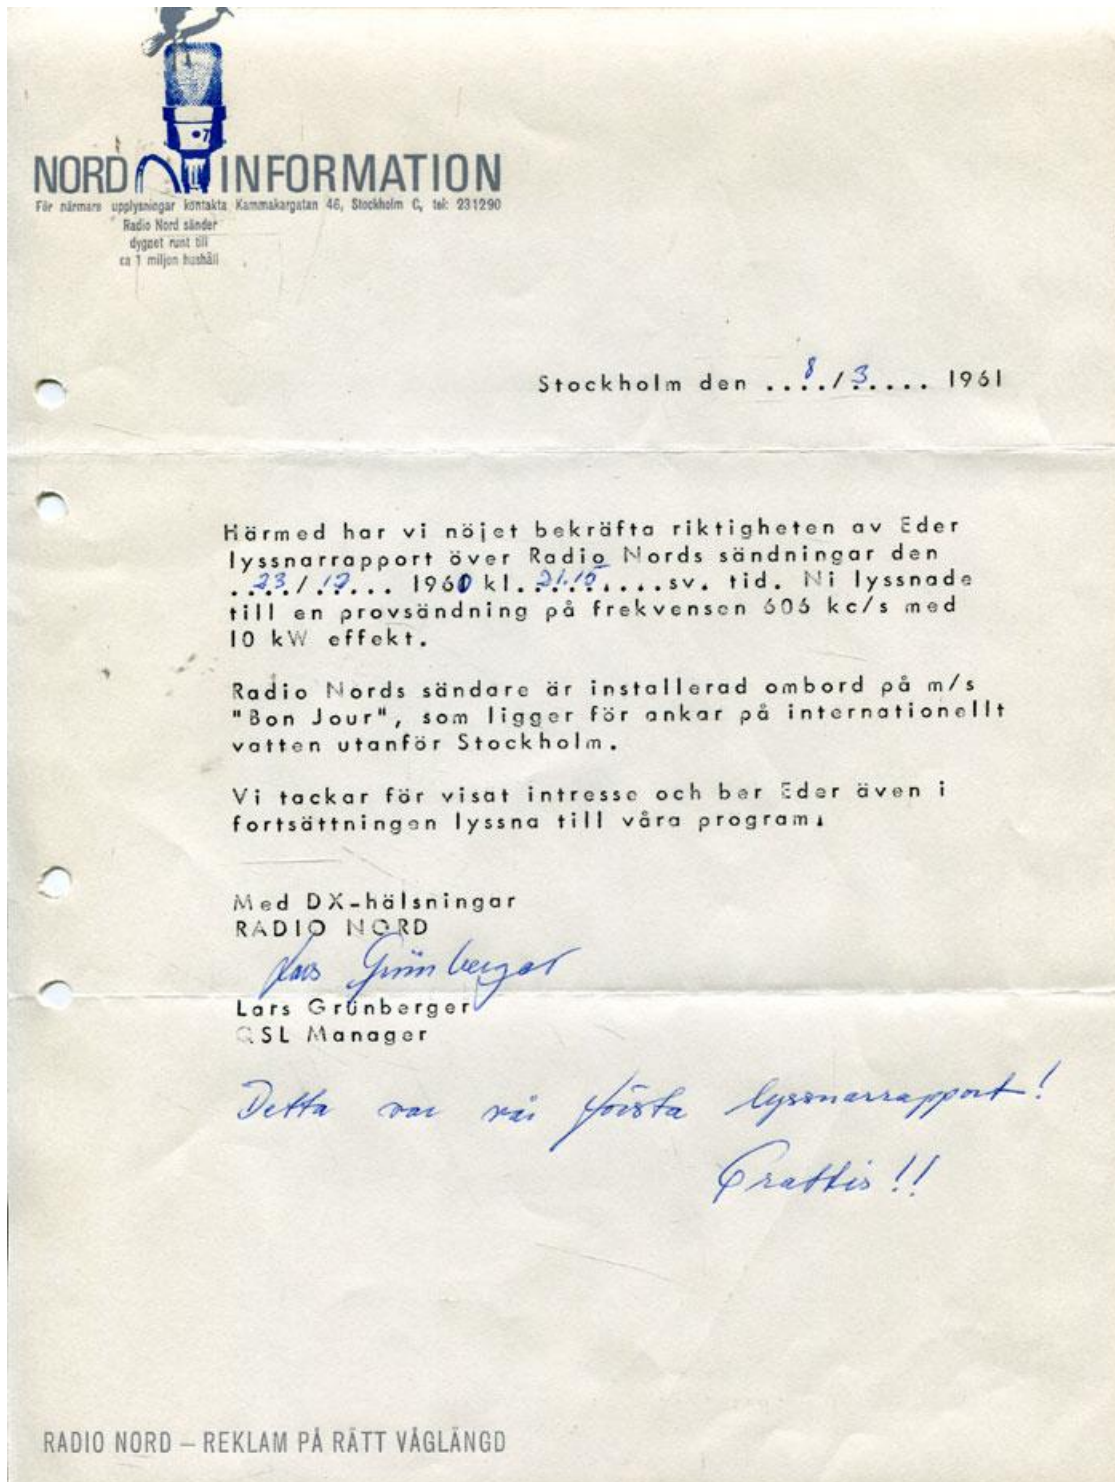 NORD INFORMATION
För närmare upplysningar kontakta Kammakargatan 46, Stockholm C, tel: 231290
Radio Nord sänder
dygnet runt till
ca 1 miljon hushåll
Stockholm den ....8/3..... 1961
Härmed har vi nöjet bekräfta riktigheten av Eder
lyssnarrapport över Radio Nords sändningar den
..23../.12... 1960 kl. 21.15.....sv. tid. Ni lyssnade
till en provsändning på frekvensen 606 kc/s med
10 kW effekt.
Radio Nords sändare är installerad ombord på m/s
"Bon Jour", som ligger för ankar på internationellt
vatten utanför Stockholm.
Vi tackar för visat intresse och ber Eder även i
fortsättningen lyssna till våra program.
Med DX-hälsningar
RADIO NORD
Lars Grünberger
Lars Grünberger
QSL Manager
Detta var vår första lyssnarrapport!
Grattis!!
RADIO NORD – REKLAM PÅ RÄTT VÅGLÄNGD